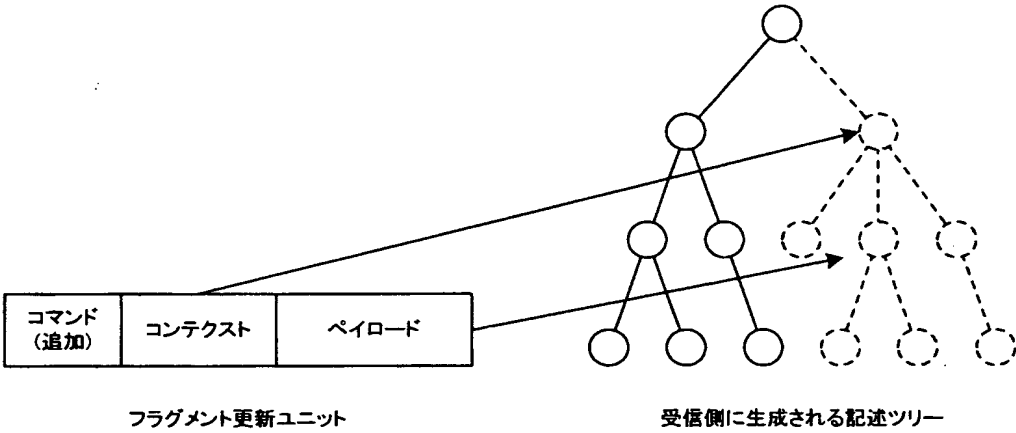 コマンド
(追加)
コンテクスト
ペイロード
フラグメント更新ユニット
受信側に生成される記述ツリー